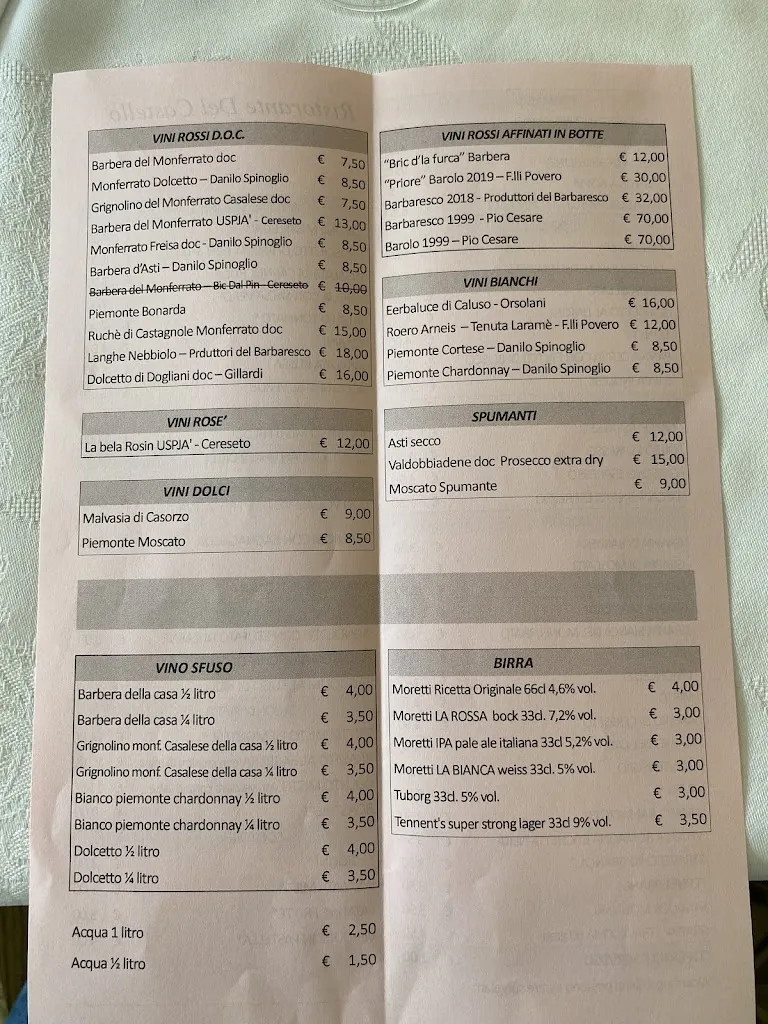 VINI ROSSI D.O.C.
Barbera del Monferrato doc € 7,50
Monferrato Dolcetto – Danilo Spinoglio € 8,50
Grignolino del Monferrato Casalese doc € 7,50
Barbera del Monferrato USPJA' - Cereseto € 13,00
Monferrato Freisa doc - Danilo Spinoglio € 8,50
Barbera d'Asti – Danilo Spinoglio € 8,50
Barbera del Monferrato – Bic Dal Pin - Cereseto € 10,00
Piemonte Bonarda € 8,50
Ruchè di Castagnole Monferrato doc € 15,00
Langhe Nebbiolo – Prduttori del Barbaresco € 18,00
Dolcetto di Dogliani doc – Gillardi € 16,00
VINI ROSE'
La bela Rosin USPJA' - Cereseto € 12,00
VINI DOLCI
Malvasia di Casorzo € 9,00
Piemonte Moscato € 8,50
VINI ROSSI AFFINATI IN BOTTE
"Bric d'la furca" Barbera € 12,00
"Priore" Barolo 2019 – F.lli Povero € 30,00
Barbaresco 2018 - Produttori del Barbaresco € 32,00
Barbaresco 1999 - Pio Cesare € 70,00
Barolo 1999 – Pio Cesare € 70,00
VINI BIANCHI
Eerbaluce di Caluso - Orsolani € 16,00
Roero Arneis – Tenuta Laramè - F.lli Povero € 12,00
Piemonte Cortese – Danilo Spinoglio € 8,50
Piemonte Chardonnay – Danilo Spinoglio € 8,50
SPUMANTI
Asti secco € 12,00
Valdobbiadene doc Prosecco extra dry € 15,00
Moscato Spumante € 9,00
VINO SFUSO
Barbera della casa ½ litro € 4,00
Barbera della casa ¼ litro € 3,50
Grignolino monf. Casalese della casa ½ litro € 4,00
Grignolino monf. Casalese della casa ¼ litro € 3,50
Bianco piemonte chardonnay ½ litro € 4,00
Bianco piemonte chardonnay ¼ litro € 3,50
Dolcetto ½ litro € 4,00
Dolcetto ¼ litro € 3,50
Acqua 1 litro € 2,50
Acqua ½ litro € 1,50
BIRRA
Moretti Ricetta Originale 66cl 4,6% vol. € 4,00
Moretti LA ROSSA bock 33cl. 7,2% vol. € 3,00
Moretti IPA pale ale italiana 33cl 5,2% vol. € 3,00
Moretti LA BIANCA weiss 33cl. 5% vol. € 3,00
Tuborg 33cl. 5% vol. € 3,00
Tennent's super strong lager 33cl 9% vol. € 3,50